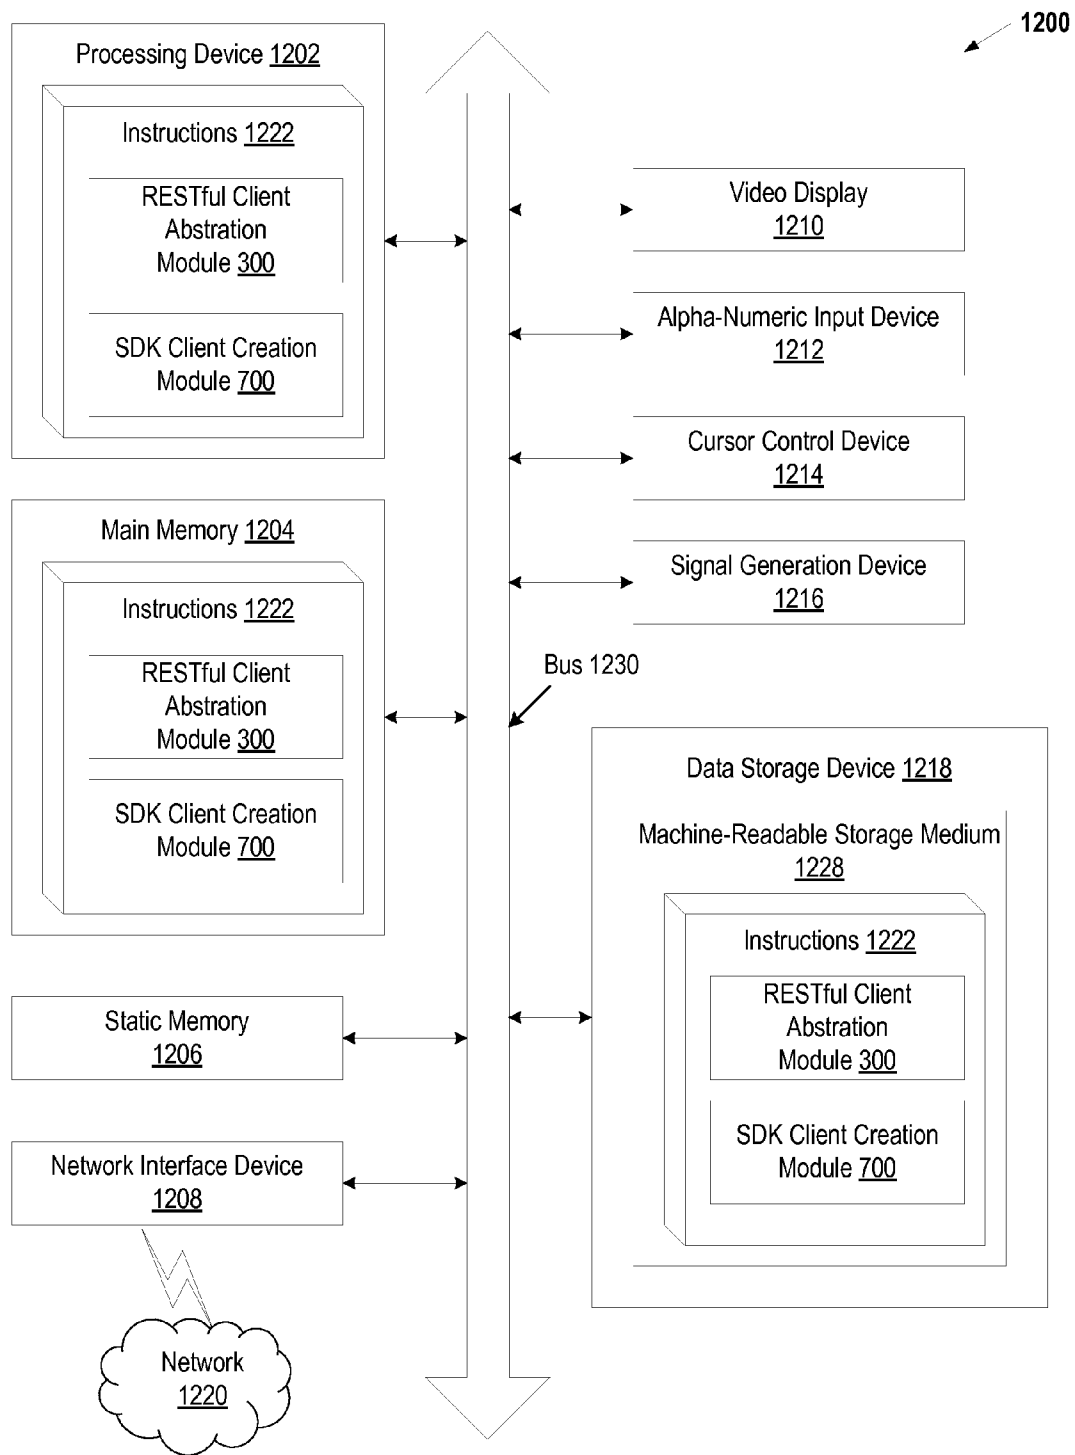 1200
Processing Device 1202
Instructions 1222
RESTful Client
Abstration
Module 300
SDK Client Creation
Module 700
Main Memory 1204
Instructions 1222
RESTful Client
Abstration
Module 300
SDK Client Creation
Module 700
Static Memory
1206
Network Interface Device
1208
Network
1220
Video Display
1210
Alpha-Numeric Input Device
1212
Cursor Control Device
1214
Signal Generation Device
1216
Bus 1230
Data Storage Device 1218
Machine-Readable Storage Medium
1228
Instructions 1222
RESTful Client
Abstration
Module 300
SDK Client Creation
Module 700